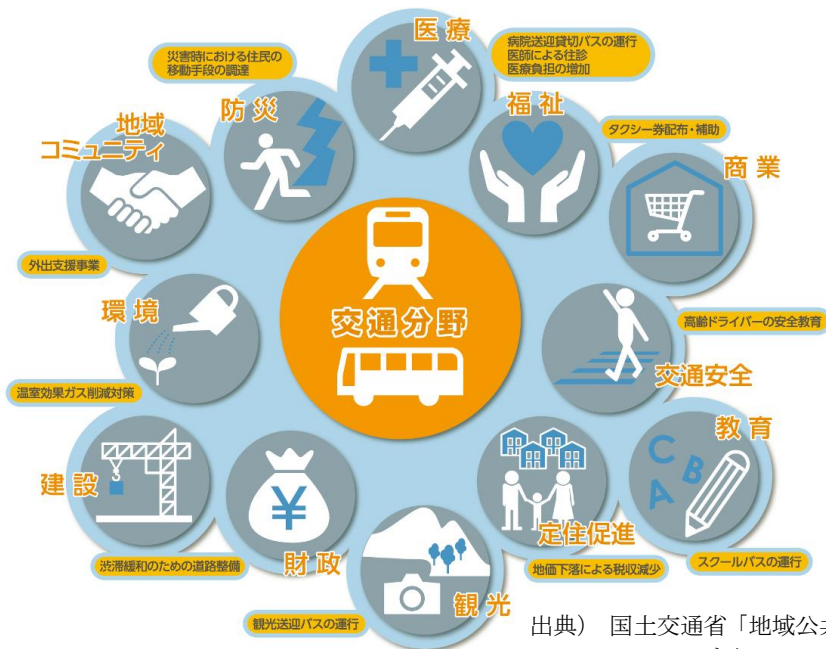 医療
病院送迎貸切バスの運行
医師による往診
医療負担の増加
災害時における住民の
移動手段の調達
防災
福祉
タクシー券配布・補助
地域
コミュニティ
商業
外出支援事業
交通分野
環境
高齢ドライバーの安全教育
交通安全
温室効果ガス削減対策
教育
建設
定住促進
財政
渋滞緩和のための道路整備
地価下落による税収減少
スクールバスの運行
観光
観光送迎バスの運行
出典) 国土交通省「地域公共